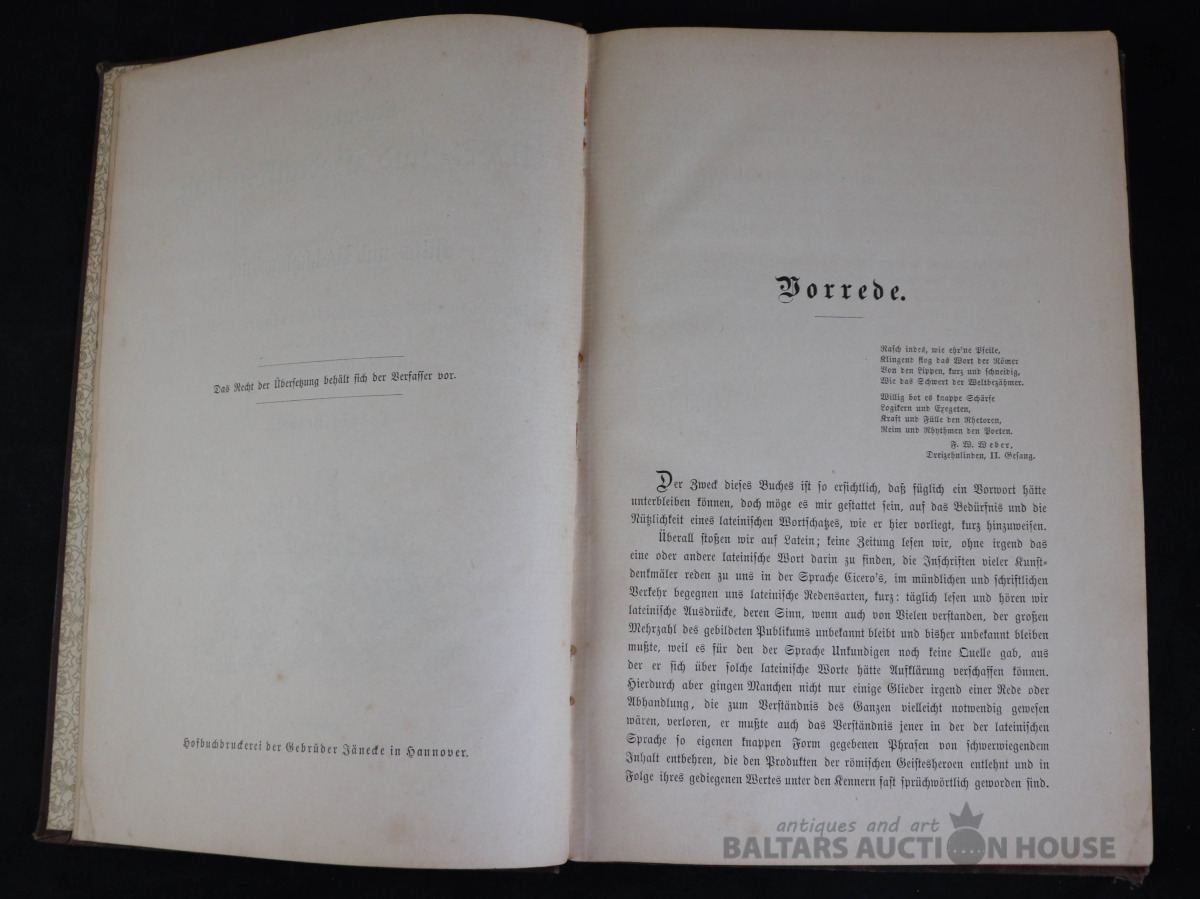 Das Recht der Übersetzung behält sich der Verfasser vor.
Hofbuchdruckerei der Gebrüder Jänecke in Hannover.
Vorrede.
Rasch indes, wie ehr'ne Pfeile,
Klingend flog das Wort der Römer
Von den Lippen, kurz und schneidig,
Wie das Schwert der Weltbezähmer.
Willig bot es knappe Schärfe
Logikern und Exegeten,
Kraft und Fülle den Rhetoren,
Reim und Rhythmen den Poeten.
F. W. Weber,
Dreizehnlinden, II. Gesang.
Der Zweck dieses Buches ist so ersichtlich, daß füglich ein Vorwort hätte
unterbleiben können, doch möge es mir gestattet sein, auf das Bedürfnis und die
Nützlichkeit eines lateinischen Wortschatzes, wie er hier vorliegt, kurz hinzuweisen.
Überall stoßen wir auf Latein; keine Zeitung lesen wir, ohne irgend das
eine oder andere lateinische Wort darin zu finden, die Inschriften vieler Kunst-
denkmäler reden zu uns in der Sprache Cicero's, im mündlichen und schriftlichen
Verkehr begegnen uns lateinische Redensarten, kurz: täglich lesen und hören wir
lateinische Ausdrücke, deren Sinn, wenn auch von Vielen verstanden, der großen
Mehrzahl des gebildeten Publikums unbekannt bleibt und bisher unbekannt bleiben
mußte, weil es für den der Sprache Unkundigen noch keine Quelle gab, aus
der er sich über solche lateinische Worte hätte Aufklärung verschaffen können.
Hierdurch aber gingen Manchen nicht nur einige Glieder irgend einer Rede oder
Abhandlung, die zum Verständnis des Ganzen vielleicht notwendig gewesen
wären, verloren, er mußte auch das Verständnis jener in der der lateinischen
Sprache so eigenen knappen Form gegebenen Phrasen von schwerwiegendem
Inhalt entbehren, die den Produkten der römischen Geistesheroen entlehnt und in
Folge ihres gediegenen Wertes unter den Kennern fast sprüchwörtlich geworden sind.
antiques and art
BALTARS AUCTION HOUSE